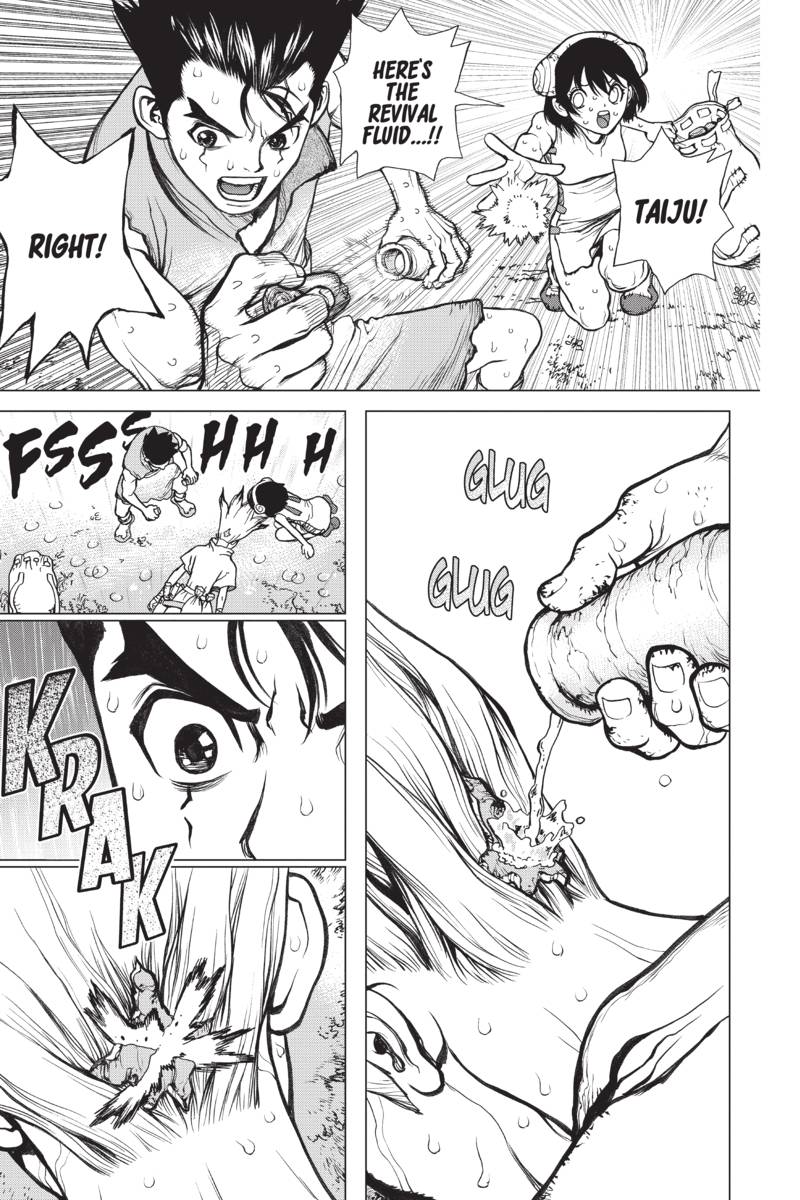 TAIJU!
HERE'S
THE
REVIVAL
FLUID...!!
RIGHT!
GLUG
GLUG
FSSSHHH
KRAK